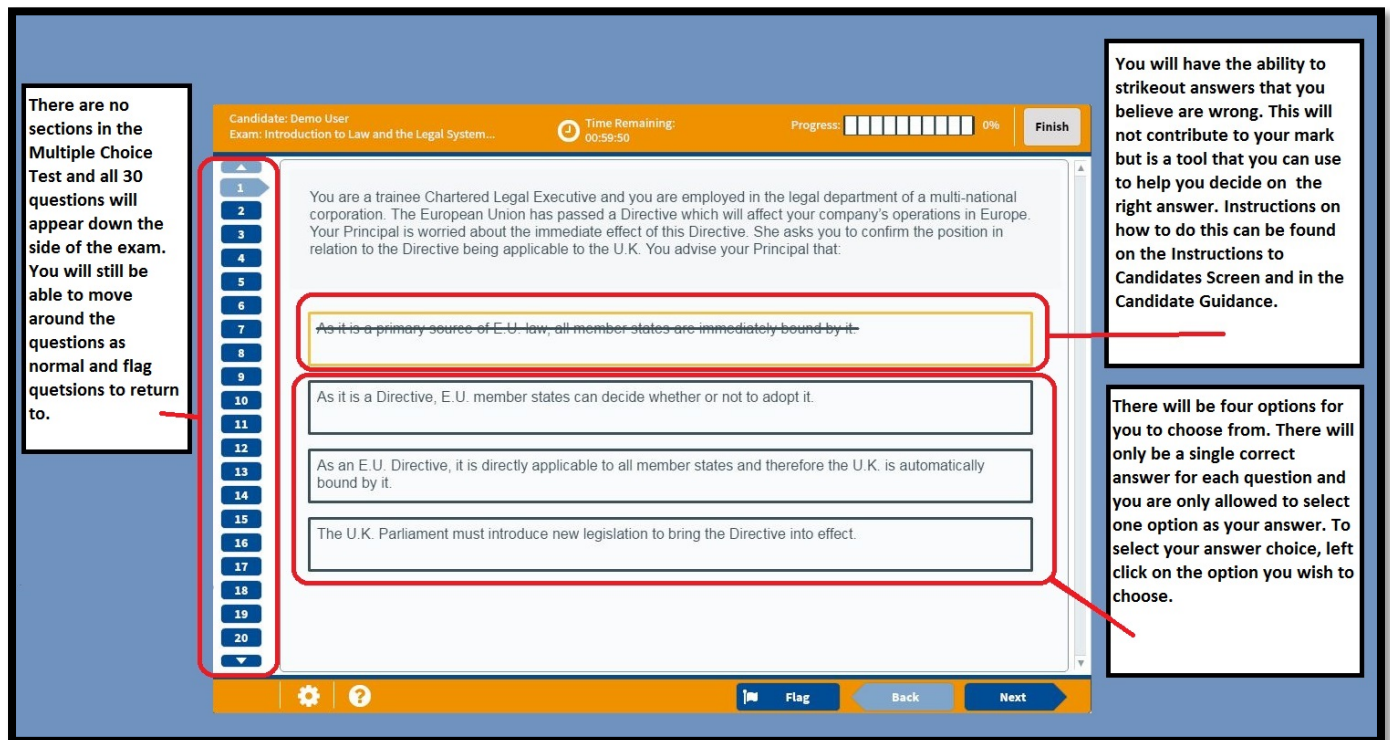 There are no
sections in the
Multiple Choice
Test and all 30
questions will
appear down the
side of the exam.
You will still be
able to move
around the
questions as
normal and flag
quetsions to return
to.
Candidate: Demo User
Exam: Introduction to Law and the Legal System...
Time Remaining:
00:59:50
Progress:
0%
Finish
1
2
3
4
5
6
7
8
9
10
11
12
13
14
15
16
17
18
19
20
You are a trainee Chartered Legal Executive and you are employed in the legal department of a multi-national
corporation. The European Union has passed a Directive which will affect your company's operations in Europe.
Your Principal is worried about the immediate effect of this Directive. She asks you to confirm the position in
relation to the Directive being applicable to the U.K. You advise your Principal that:
As it is a primary source of E.U. law, all member states are immediately bound by it.
As it is a Directive, E.U. member states can decide whether or not to adopt it.
As an E.U. Directive, it is directly applicable to all member states and therefore the U.K. is automatically
bound by it.
The U.K. Parliament must introduce new legislation to bring the Directive into effect.
?
Flag
Back
Next
You will have the ability to
strikeout answers that you
believe are wrong. This will
not contribute to your mark
but is a tool that you can use
to help you decide on the
right answer. Instructions on
how to do this can be found
on the Instructions to
Candidates Screen and in the
Candidate Guidance.
There will be four options for
you to choose from. There will
only be a single correct
answer for each question and
you are only allowed to select
one option as your answer. To
select your answer choice, left
click on the option you wish to
choose.